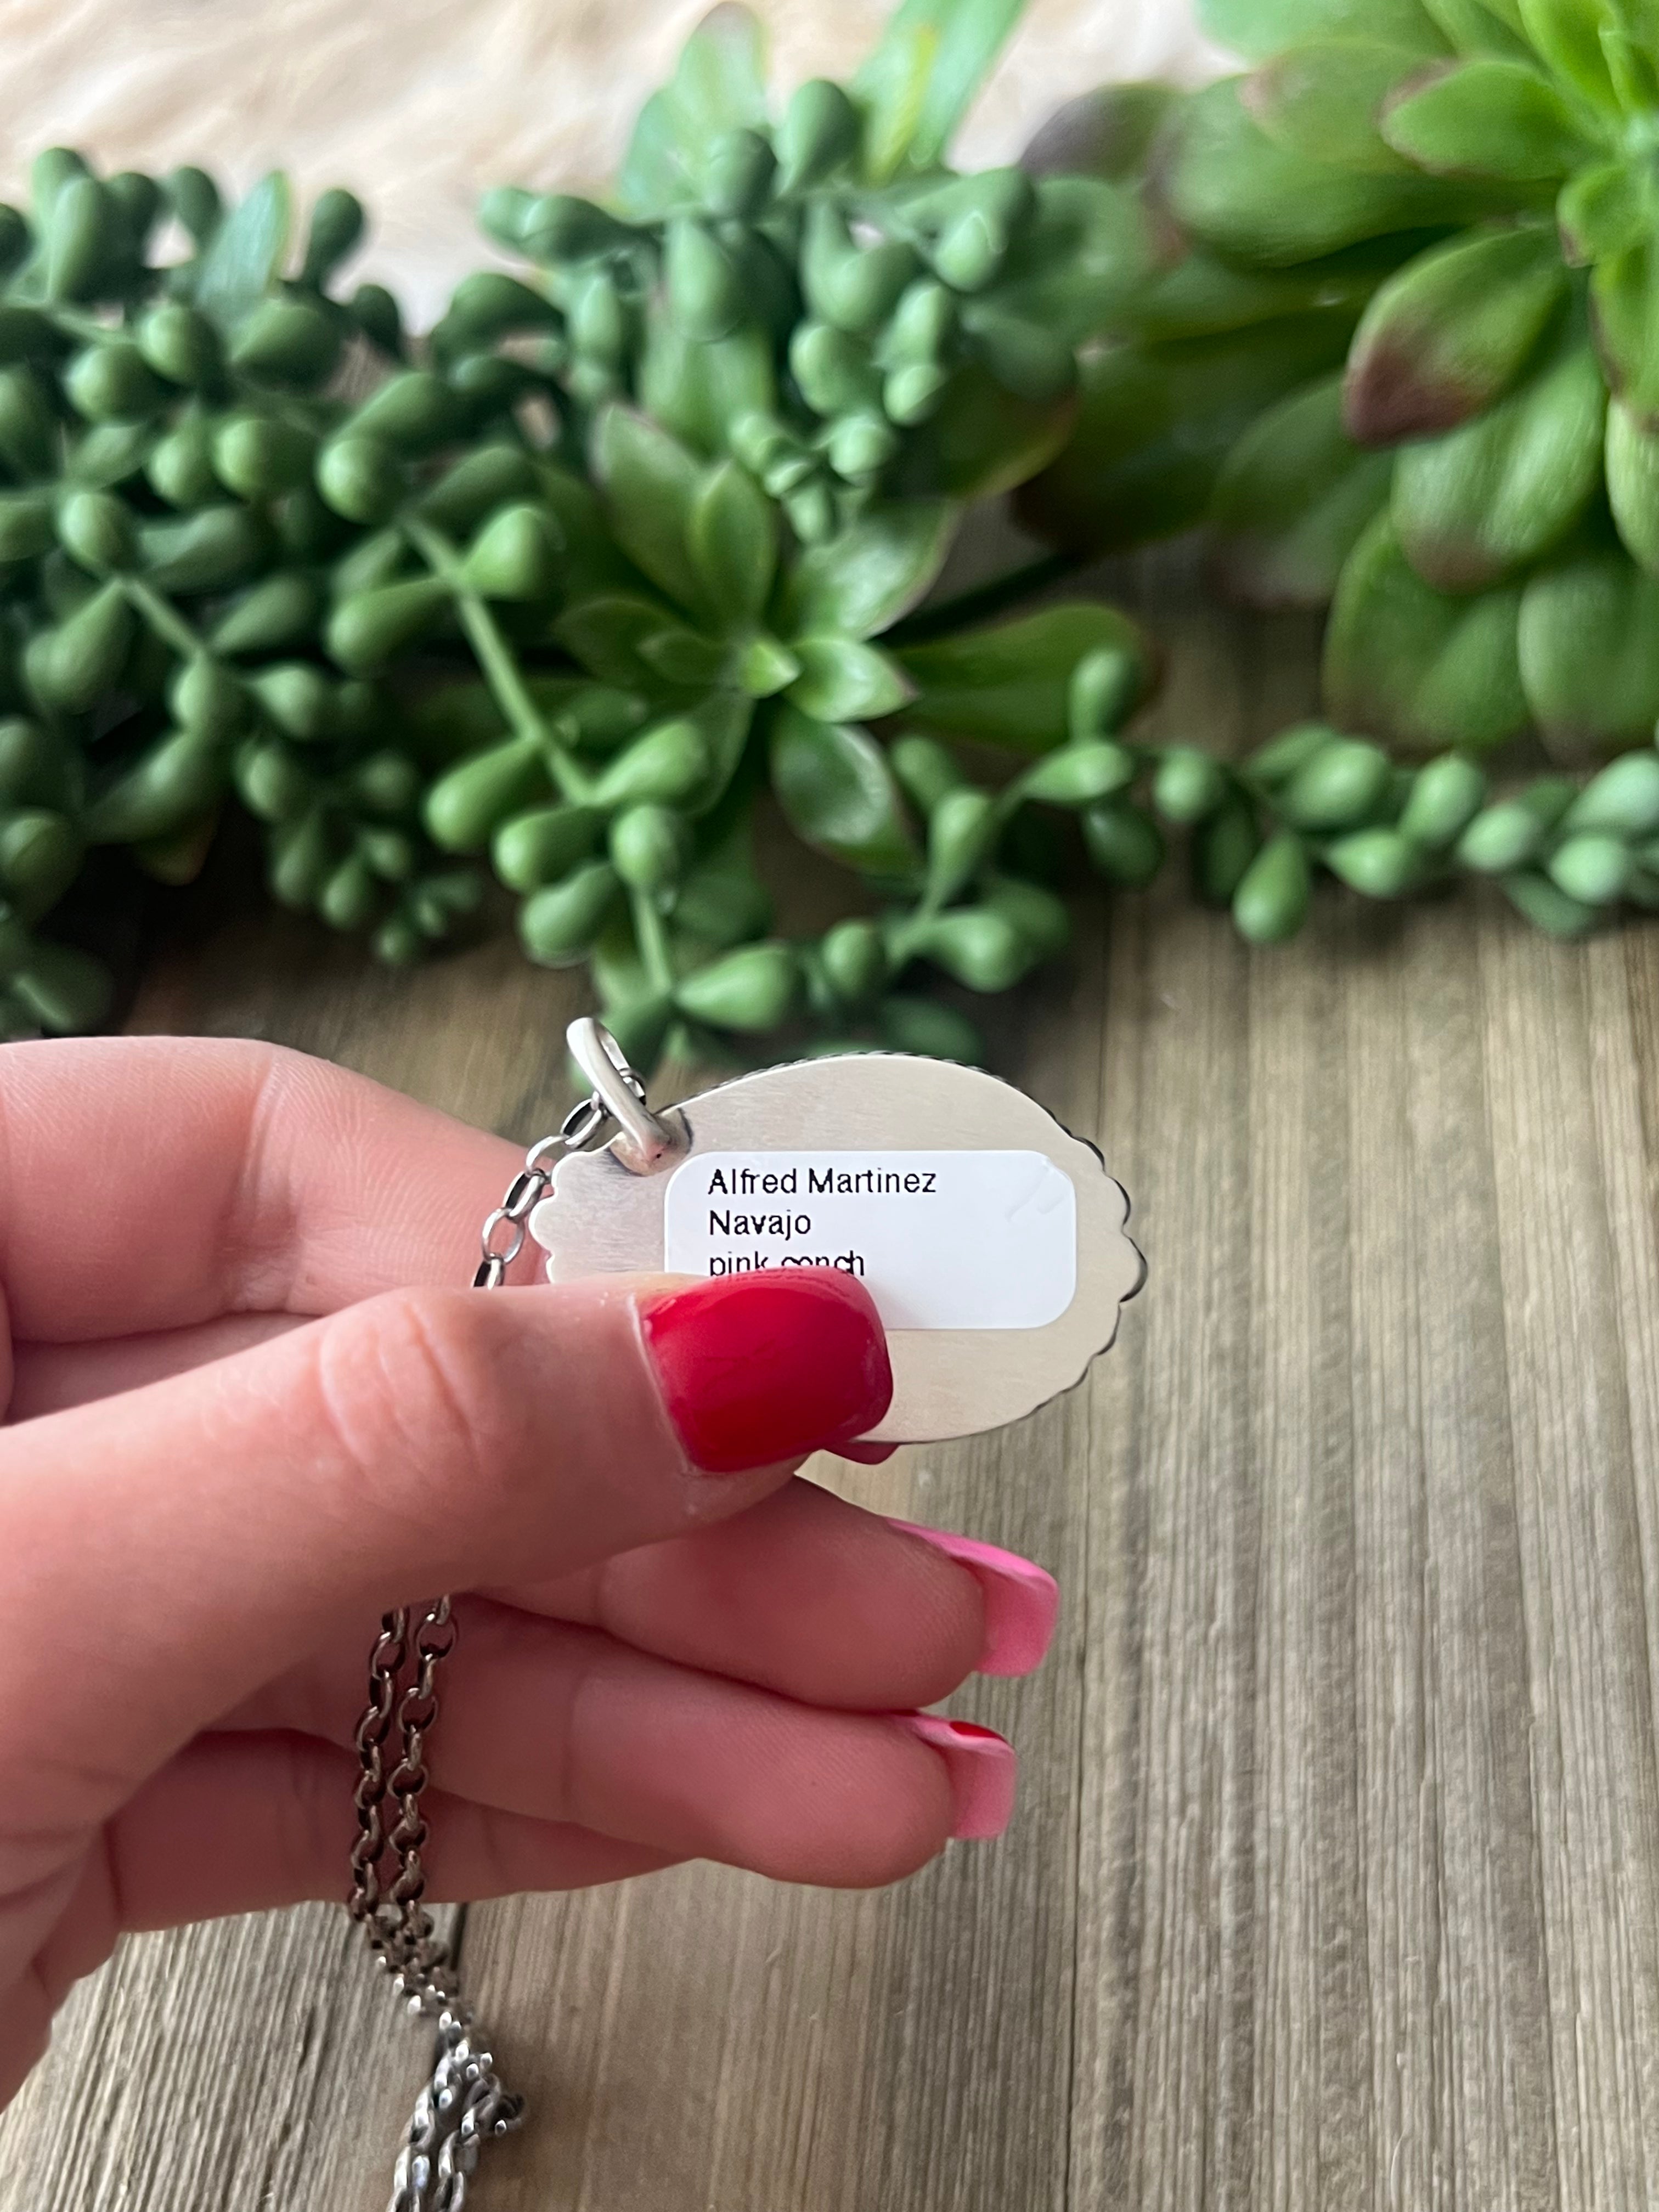 Alfred Martinez
Navajo
pink conch